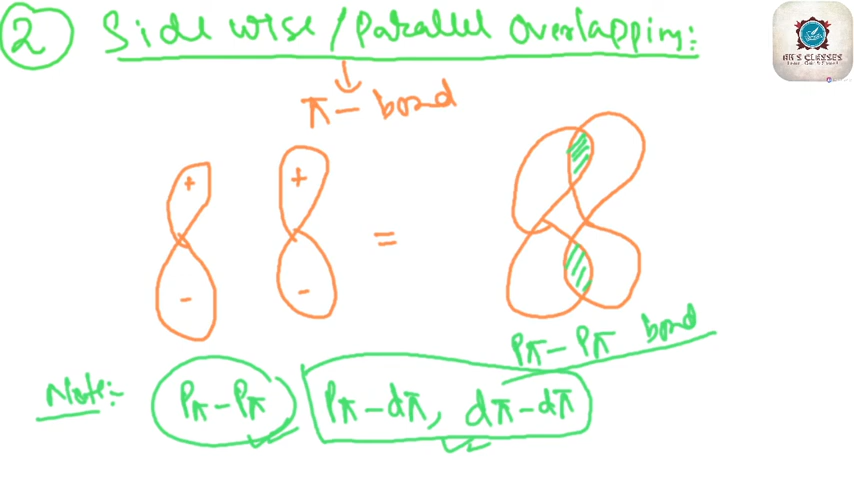 2 Side wise/Parallel Overlapping:
π-bond
+ +
=
- -
Pπ-Pπ bond
Note:- Pπ-Pπ Pπ-dπ, dπ-dπ